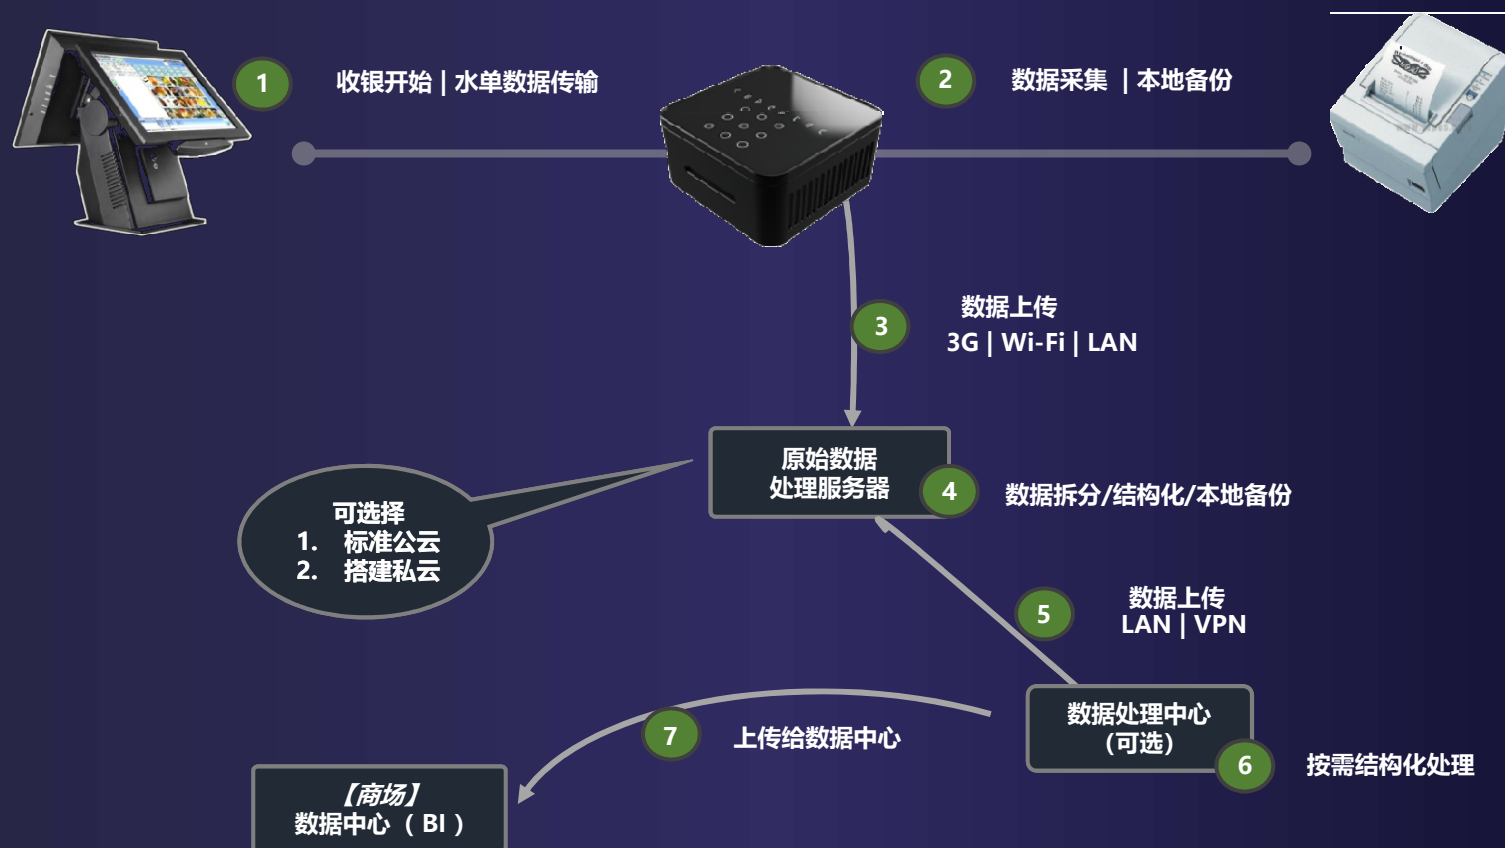 1
收银开始 | 水单数据传输
2
数据采集 | 本地备份
3
数据上传
3G | Wi-Fi | LAN
原始数据
处理服务器
4
数据拆分/结构化/本地备份
可选择
1. 标准公云
2. 搭建私云
5
数据上传
LAN | VPN
数据处理中心
（可选）
6
按需结构化处理
7
上传给数据中心
【商场】
数据中心（ BI ）